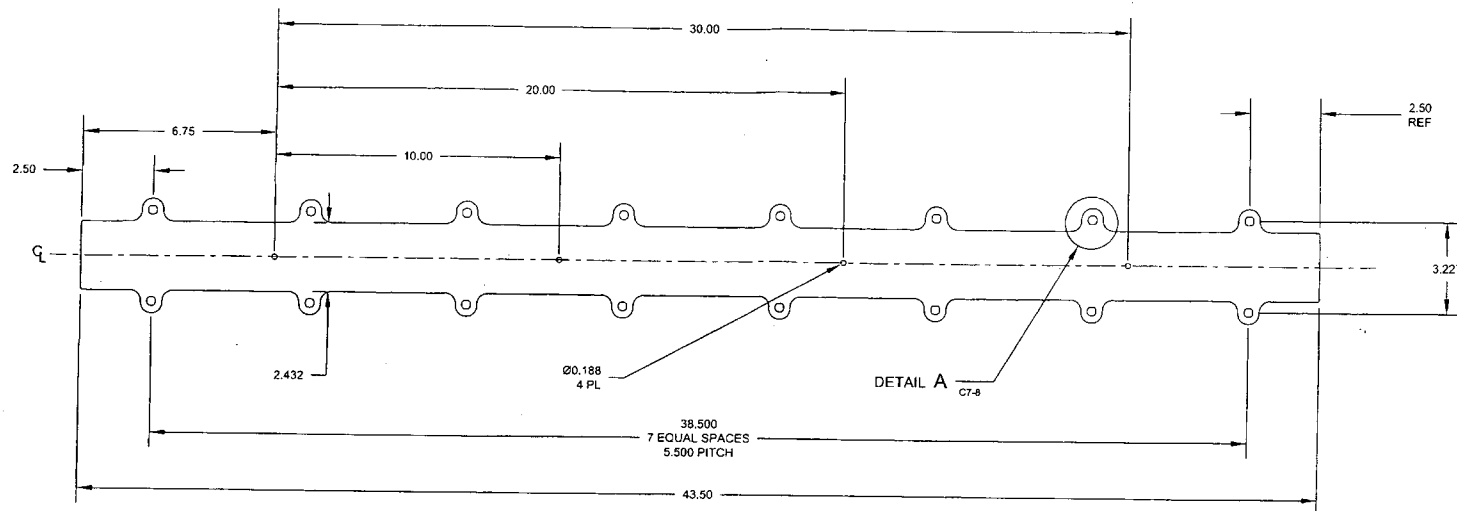 30.00
20.00
2.50
REF
6.75
10.00
2.50
℄
3.227
2.432
Ø0.188
4 PL
DETAIL A
C7-8
38.500
7 EQUAL SPACES
5.500 PITCH
43.50